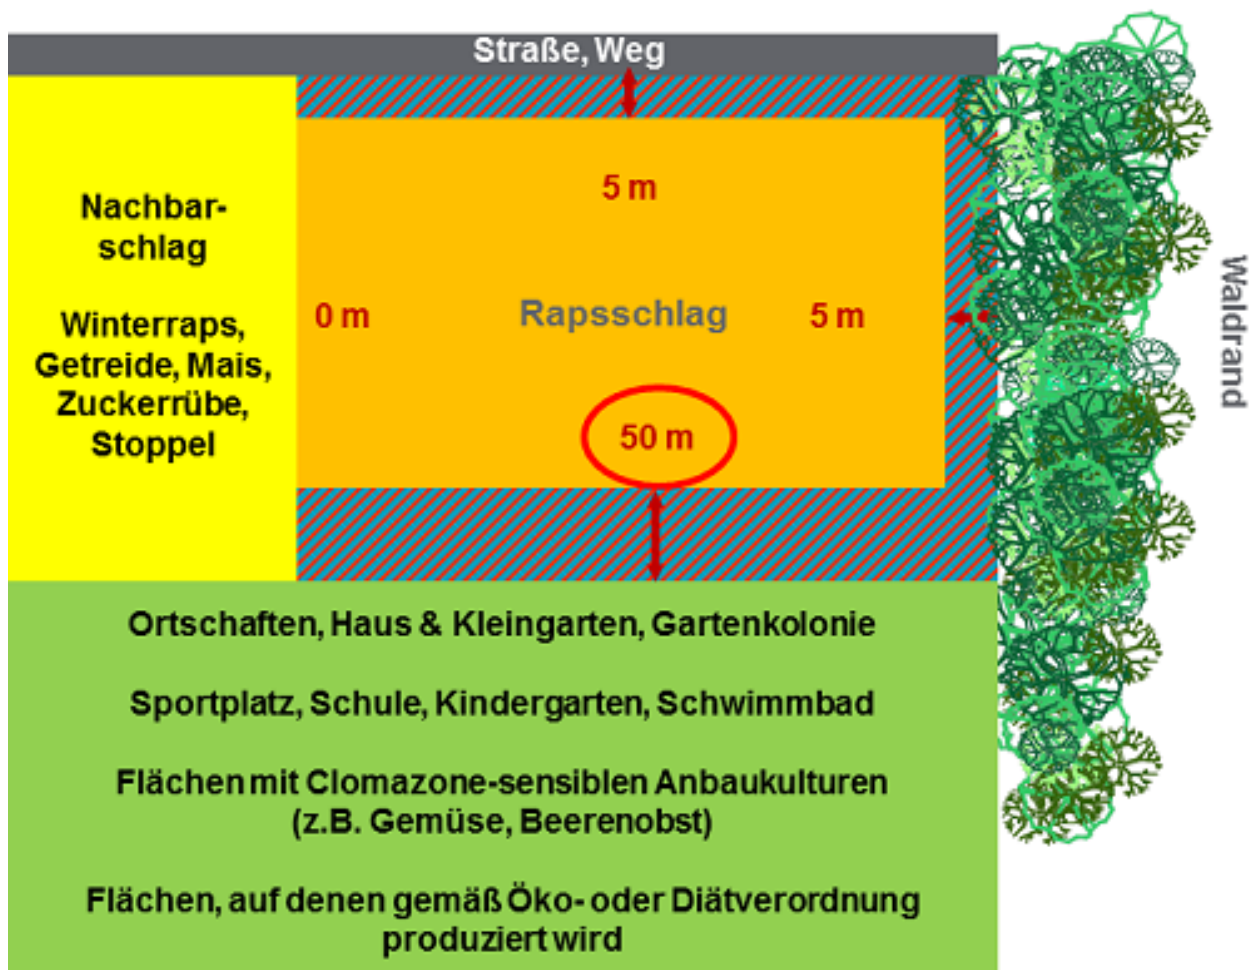 Straße, Weg
5 m
Nachbar-
schlag
Winterraps,
Getreide, Mais,
Zuckerrübe,
Stoppel
0 m
Rapsschlag
5 m
50 m
Waldrand
Ortschaften, Haus & Kleingarten, Gartenkolonie
Sportplatz, Schule, Kindergarten, Schwimmbad
Flächen mit Clomazone-sensiblen Anbaukulturen
(z.B. Gemüse, Beerenobst)
Flächen, auf denen gemäß Öko- oder Diätverordnung
produziert wird